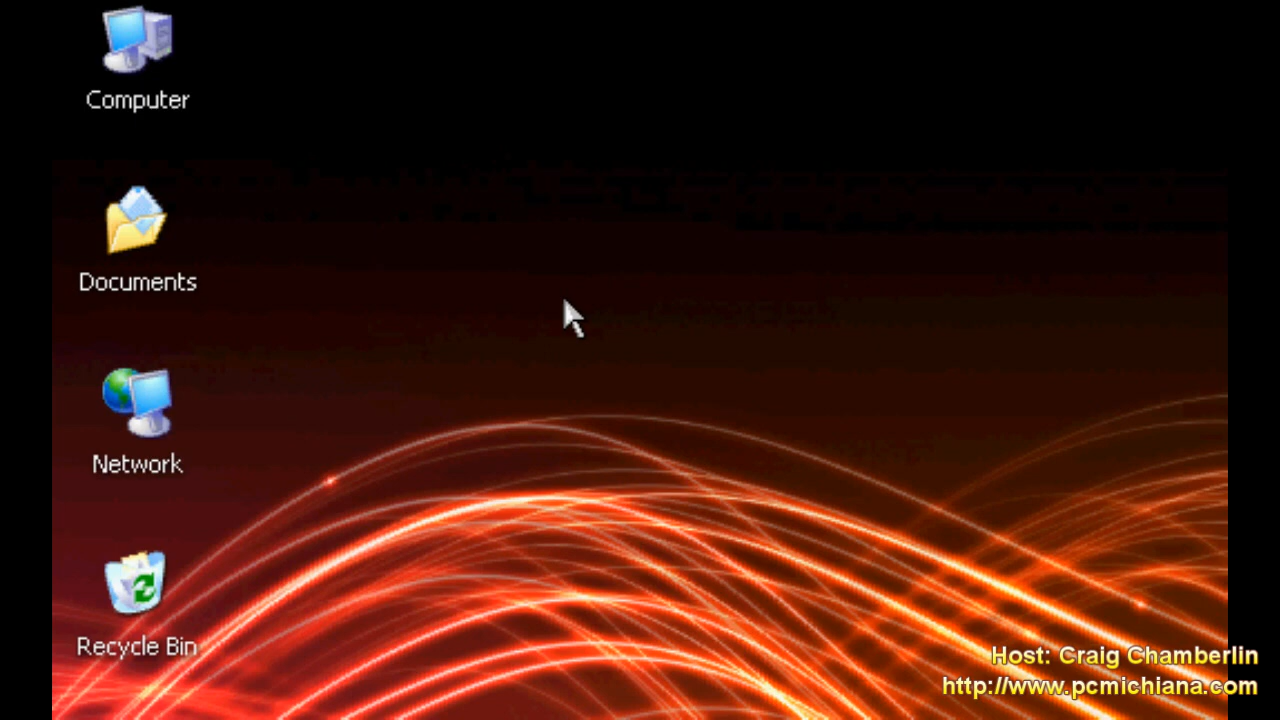 Computer
Documents
Network
Recycle Bin
Host: Craig Chamberlin
http://www.pcmichiana.com